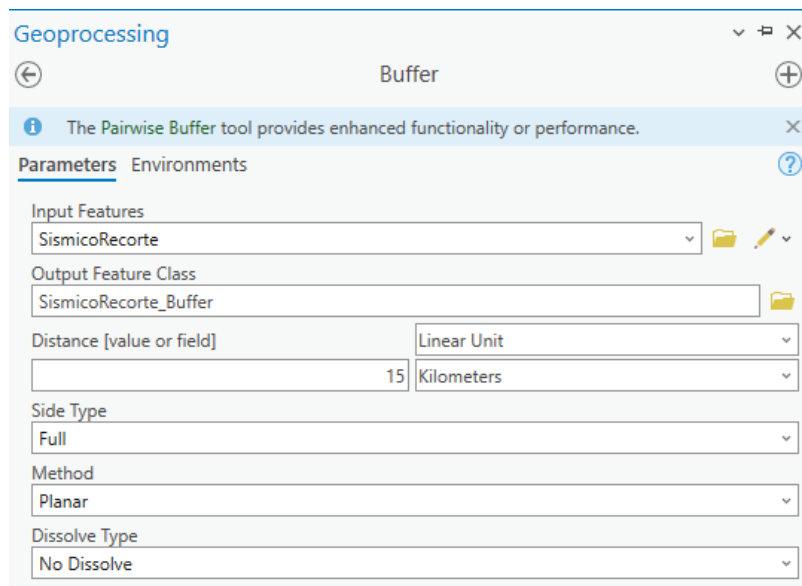 Geoprocessing
Buffer
The Pairwise Buffer tool provides enhanced functionality or performance.
Parameters Environments
Input Features
SismicoRecorte
Output Feature Class
SismicoRecorte_Buffer
Distance [value or field] Linear Unit
15 Kilometers
Side Type
Full
Method
Planar
Dissolve Type
No Dissolve